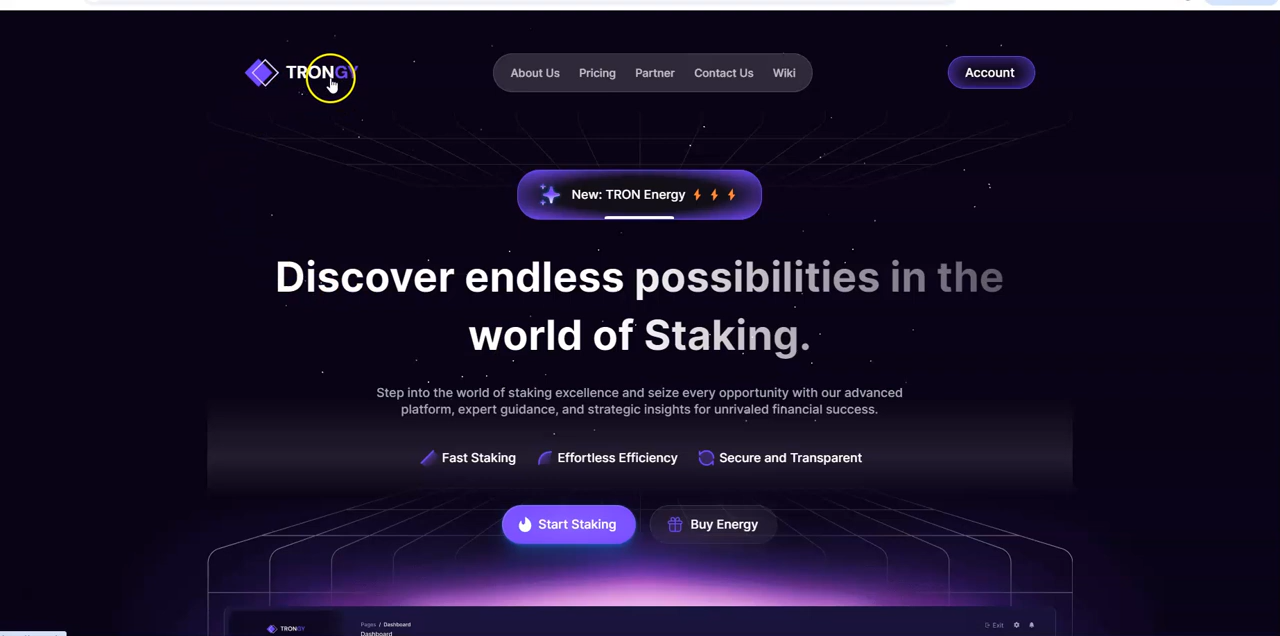 TRONGY
About Us Pricing Partner Contact Us Wiki
Account
New: TRON Energy
Discover endless possibilities in the
world of Staking.
Step into the world of staking excellence and seize every opportunity with our advanced
platform, expert guidance, and strategic insights for unrivaled financial success.
Fast Staking Effortless Efficiency Secure and Transparent
Start Staking Buy Energy
TRONGY Pages / Dashboard Exit
Dashboard